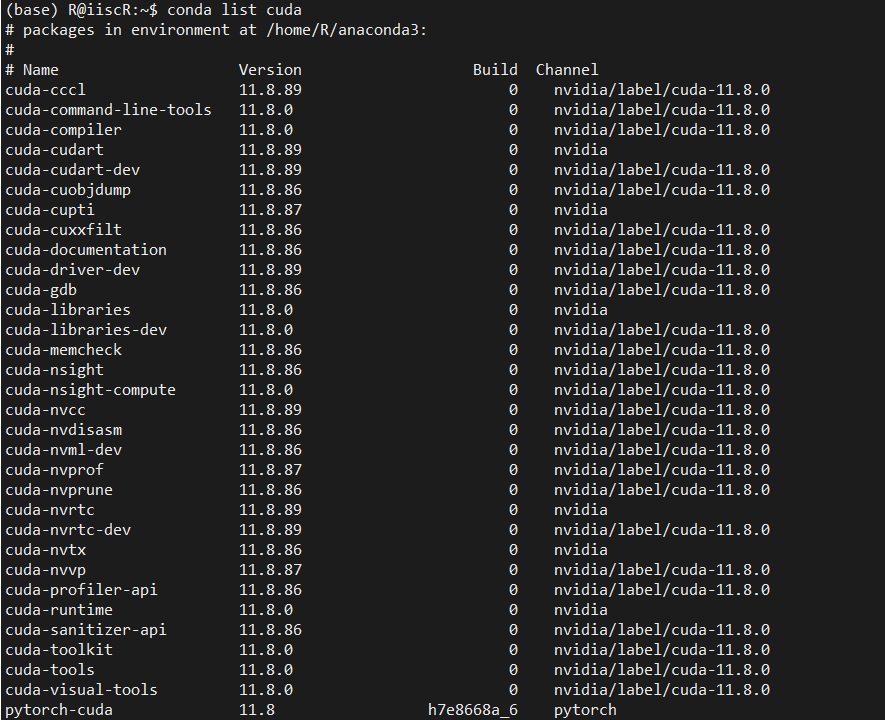 (base) R@iiscR:~$ conda list cuda
# packages in environment at /home/R/anaconda3:
#
# Name                    Version                   Build  Channel
cuda-cccl                 11.8.89                       0    nvidia/label/cuda-11.8.0
cuda-command-line-tools   11.8.0                        0    nvidia/label/cuda-11.8.0
cuda-compiler             11.8.0                        0    nvidia/label/cuda-11.8.0
cuda-cudart               11.8.89                       0    nvidia
cuda-cudart-dev           11.8.89                       0    nvidia/label/cuda-11.8.0
cuda-cuobjdump            11.8.86                       0    nvidia/label/cuda-11.8.0
cuda-cupti                11.8.87                       0    nvidia
cuda-cuxxfilt             11.8.86                       0    nvidia/label/cuda-11.8.0
cuda-documentation        11.8.86                       0    nvidia/label/cuda-11.8.0
cuda-driver-dev           11.8.89                       0    nvidia/label/cuda-11.8.0
cuda-gdb                  11.8.86                       0    nvidia/label/cuda-11.8.0
cuda-libraries            11.8.0                        0    nvidia
cuda-libraries-dev        11.8.0                        0    nvidia/label/cuda-11.8.0
cuda-memcheck             11.8.86                       0    nvidia/label/cuda-11.8.0
cuda-nsight               11.8.86                       0    nvidia/label/cuda-11.8.0
cuda-nsight-compute       11.8.0                        0    nvidia/label/cuda-11.8.0
cuda-nvcc                 11.8.89                       0    nvidia/label/cuda-11.8.0
cuda-nvdisasm             11.8.86                       0    nvidia/label/cuda-11.8.0
cuda-nvml-dev             11.8.86                       0    nvidia/label/cuda-11.8.0
cuda-nvprof               11.8.87                       0    nvidia/label/cuda-11.8.0
cuda-nvprune              11.8.86                       0    nvidia/label/cuda-11.8.0
cuda-nvrtc                11.8.89                       0    nvidia
cuda-nvrtc-dev            11.8.89                       0    nvidia/label/cuda-11.8.0
cuda-nvtx                 11.8.86                       0    nvidia
cuda-nvvp                 11.8.87                       0    nvidia/label/cuda-11.8.0
cuda-profiler-api         11.8.86                       0    nvidia/label/cuda-11.8.0
cuda-runtime              11.8.0                        0    nvidia
cuda-sanitizer-api        11.8.86                       0    nvidia/label/cuda-11.8.0
cuda-toolkit              11.8.0                        0    nvidia/label/cuda-11.8.0
cuda-tools                11.8.0                        0    nvidia/label/cuda-11.8.0
cuda-visual-tools         11.8.0                        0    nvidia/label/cuda-11.8.0
pytorch-cuda              11.8                 h7e8668a_6    pytorch